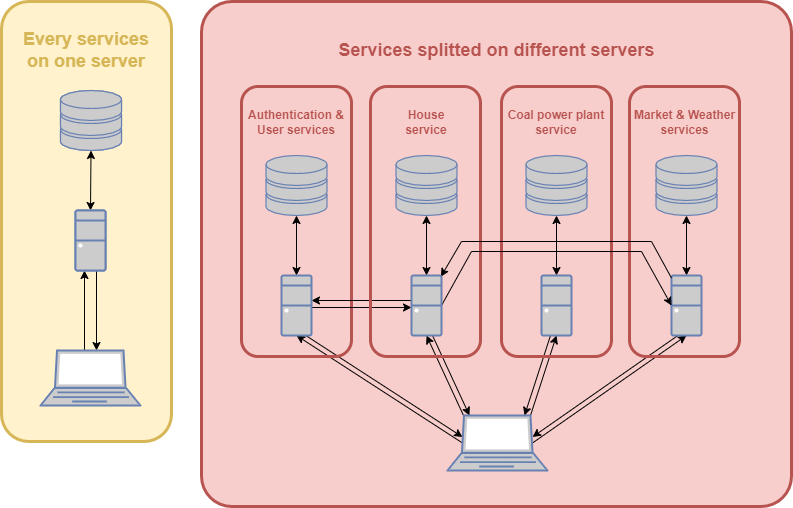 Every services
on one server
Services splitted on different servers
Authentication &
User services
House
service
Coal power plant
service
Market & Weather
services